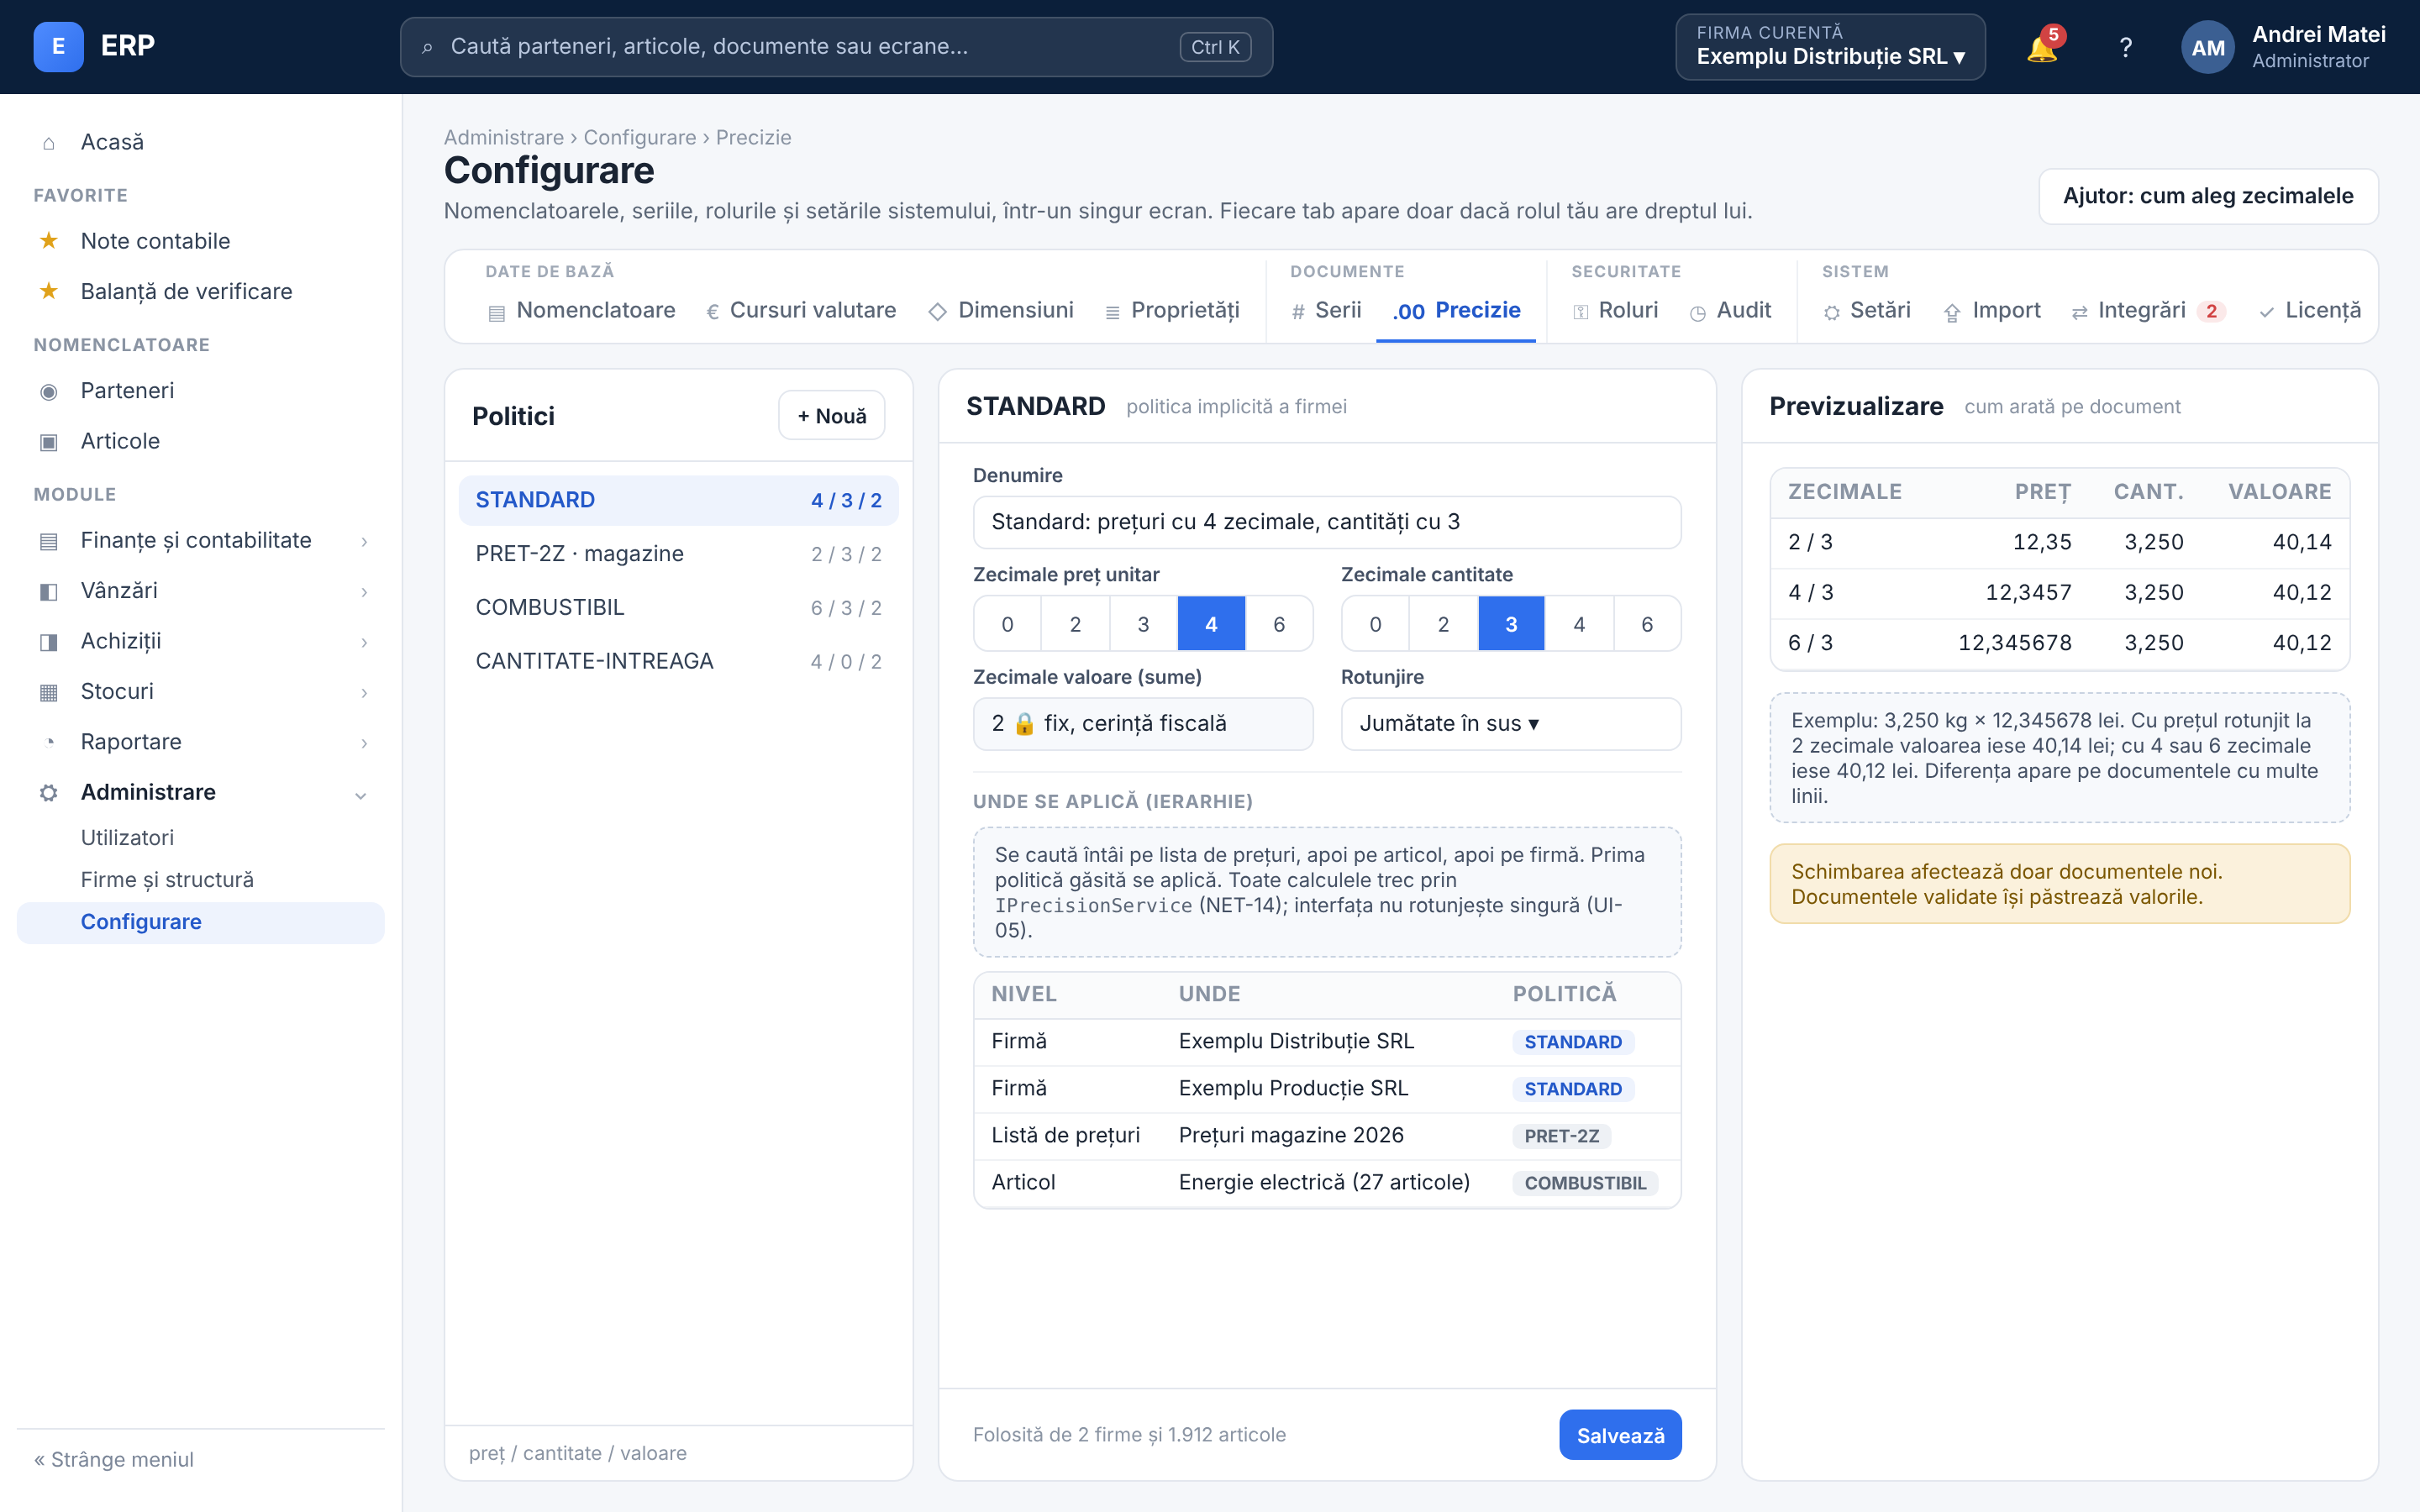 E ERP
Caută parteneri, articole, documente sau ecrane... Ctrl K
FIRMA CURENTĂ
Exemplu Distribuție SRL ▾
5
?
AM
Andrei Matei
Administrator
Acasă
FAVORITE
★ Note contabile
★ Balanță de verificare
NOMENCLATOARE
Parteneri
Articole
MODULE
Finanțe și contabilitate ›
Vânzări ›
Achiziții ›
Stocuri ›
Raportare ›
Administrare
Utilizatori
Firme și structură
Configurare
« Strânge meniul
Administrare › Configurare › Precizie
Configurare
Nomenclatoarele, seriile, rolurile și setările sistemului, într-un singur ecran. Fiecare tab apare doar dacă rolul tău are dreptul lui.
Ajutor: cum aleg zecimalele
DATE DE BAZĂ
Nomenclatoare € Cursuri valutare Dimensiuni Proprietăți
DOCUMENTE
# Serii .00 Precizie
SECURITATE
Roluri Audit
SISTEM
Setări Import Integrări 2 Licență
Politici + Nouă
STANDARD 4 / 3 / 2
PRET-2Z · magazine 2 / 3 / 2
COMBUSTIBIL 6 / 3 / 2
CANTITATE-INTREAGA 4 / 0 / 2
preț / cantitate / valoare
STANDARD politica implicită a firmei
Denumire
Standard: prețuri cu 4 zecimale, cantități cu 3
Zecimale preț unitar
0 2 3 4 6
Zecimale cantitate
0 2 3 4 6
Zecimale valoare (sume)
2 🔒 fix, cerință fiscală
Rotunjire
Jumătate în sus ▾
UNDE SE APLICĂ (IERARHIE)
Se caută întâi pe lista de prețuri, apoi pe articol, apoi pe firmă. Prima
politică găsită se aplică. Toate calculele trec prin
IPrecisionService (NET-14); interfața nu rotunjește singură (UI-
05).
NIVEL UNDE POLITICĂ
Firmă Exemplu Distribuție SRL STANDARD
Firmă Exemplu Producție SRL STANDARD
Listă de prețuri Prețuri magazine 2026 PRET-2Z
Articol Energie electrică (27 articole) COMBUSTIBIL
Folosită de 2 firme și 1.912 articole
Salvează
Previzualizare cum arată pe document
ZECIMALE PREȚ CANT. VALOARE
2 / 3 12,35 3,250 40,14
4 / 3 12,3457 3,250 40,12
6 / 3 12,345678 3,250 40,12
Exemplu: 3,250 kg × 12,345678 lei. Cu prețul rotunjit la
2 zecimale valoarea iese 40,14 lei; cu 4 sau 6 zecimale
iese 40,12 lei. Diferența apare pe documentele cu multe
linii.
Schimbarea afectează doar documentele noi.
Documentele validate își păstrează valorile.